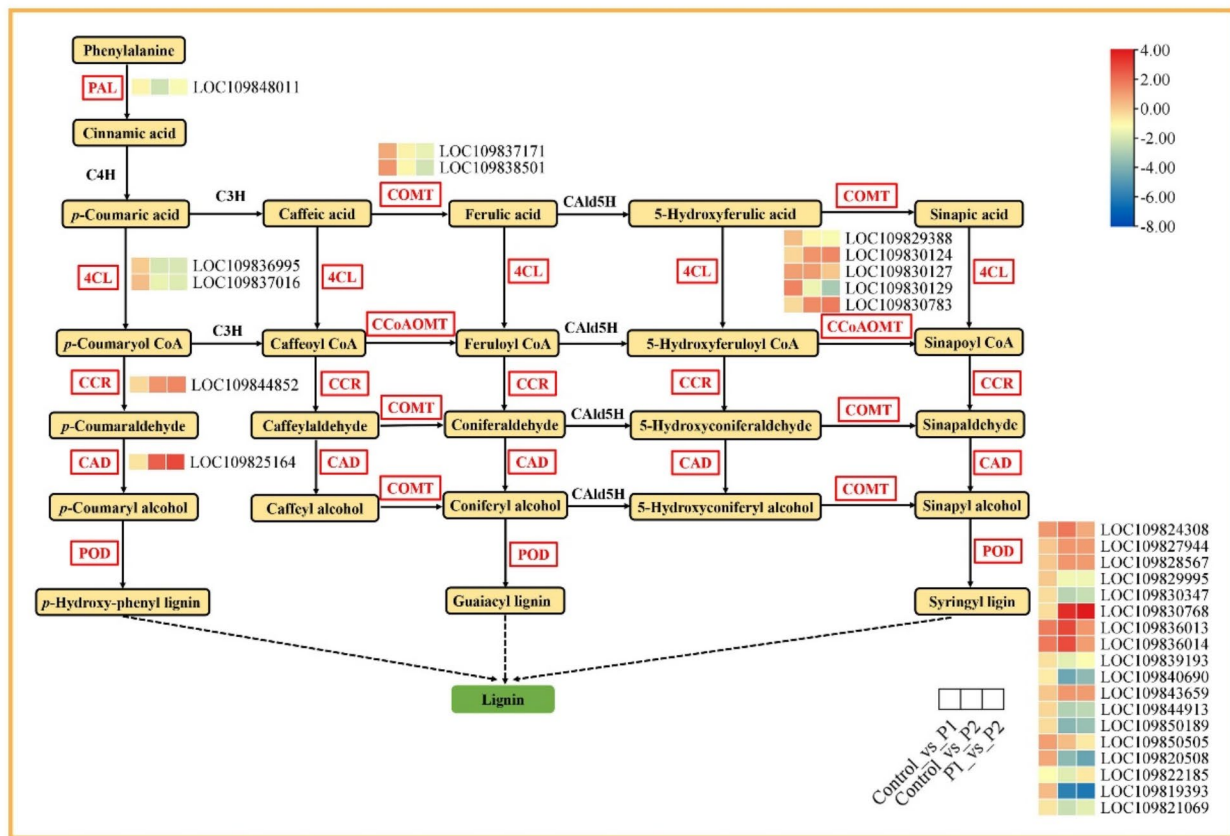 Phenylalanine
PAL
LOC109848011
Cinnamic acid
C4H
LOC109837171
LOC109838501
C3H
COMT
CAld5H
COMT
p-Coumaric acid
Caffeic acid
Ferulic acid
5-Hydroxyferulic acid
Sinapic acid
LOC109829388
LOC109830124
LOC109830127
LOC109830129
LOC109830783
4CL
LOC109836995
LOC109837016
4CL
4CL
4CL
4CL
C3H
CCoAOMT
CAld5H
CCoAOMT
p-Coumaryol CoA
Caffeoyl CoA
Feruloyl CoA
5-Hydroxyferuloyl CoA
Sinapoyl CoA
CCR
LOC109844852
CCR
CCR
CCR
CCR
COMT
CAld5H
COMT
p-Coumaraldehyde
Caffeylaldehyde
Coniferaldehyde
5-Hydroxyconiferaldehyde
Sinapaldehyde
CAD
LOC109825164
CAD
CAD
CAD
CAD
COMT
CAld5H
COMT
p-Coumaryl alcohol
Caffeyl alcohol
Coniferyl alcohol
5-Hydroxyconiferyl alcohol
Sinapyl alcohol
POD
POD
POD
p-Hydroxy-phenyl lignin
Guaiacyl lignin
Syringyl ligin
Lignin
4.00
2.00
0.00
-2.00
-4.00
-6.00
-8.00
LOC109824308
LOC109827944
LOC109828567
LOC109829995
LOC109830347
LOC109830768
LOC109836013
LOC109836014
LOC109839193
LOC109840690
LOC109843659
LOC109844913
LOC109850189
LOC109850505
LOC109820508
LOC109822185
LOC109819393
LOC109821069
Control_vs_P1
Control_vs_P2
P1_vs_P2